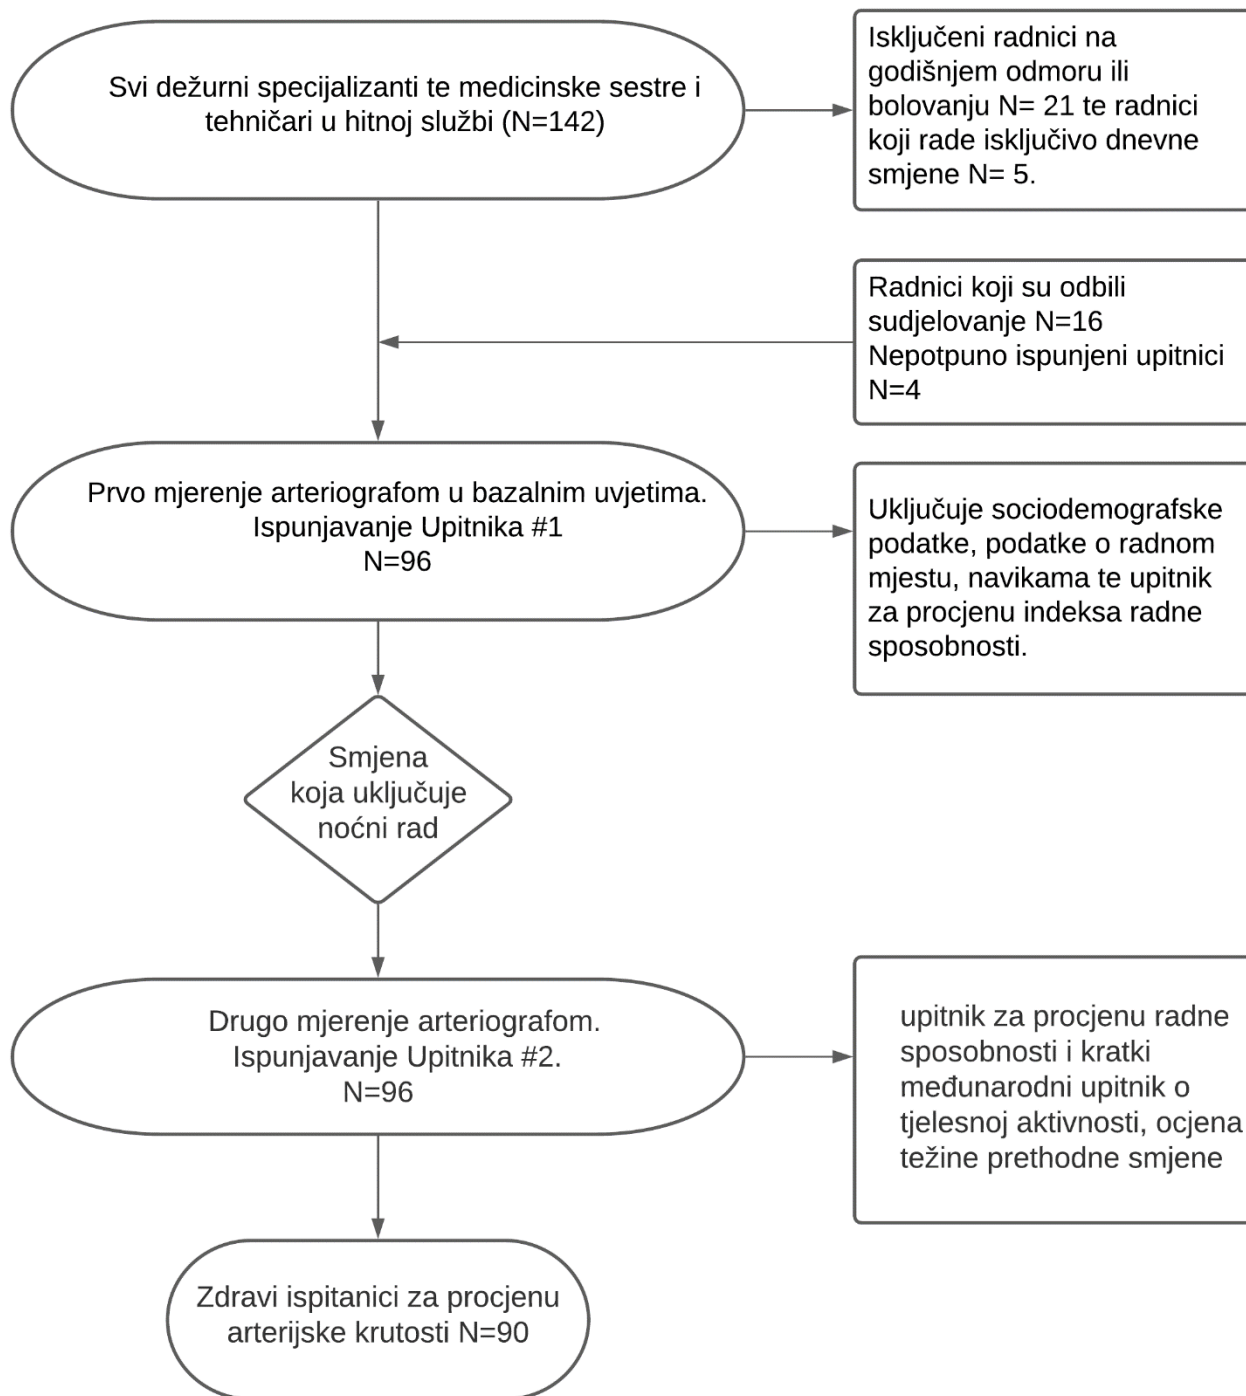 Svi dežurni specijalizanti te medicinske sestre i
tehničari u hitnoj službi (N=142)
Isključeni radnici na
godišnjem odmoru ili
bolovanju N= 21 te radnici
koji rade isključivo dnevne
smjene N= 5.
Radnici koji su odbili
sudjelovanje N=16
Nepotpuno ispunjeni upitnici
N=4
Prvo mjerenje arteriografom u bazalnim uvjetima.
Ispunjavanje Upitnika #1
N=96
Uključuje sociodemografske
podatke, podatke o radnom
mjestu, navikama te upitnik
za procjenu indeksa radne
sposobnosti.
Smjena
koja uključuje
noćni rad
Drugo mjerenje arteriografom.
Ispunjavanje Upitnika #2.
N=96
upitnik za procjenu radne
sposobnosti i kratki
međunarodni upitnik o
tjelesnoj aktivnosti, ocjena
težine prethodne smjene
Zdravi ispitanici za procjenu
arterijske krutosti N=90